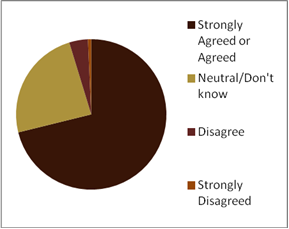 Strongly
Agreed or
Agreed
Neutral/Don't
know
Disagree
Strongly
Disagreed